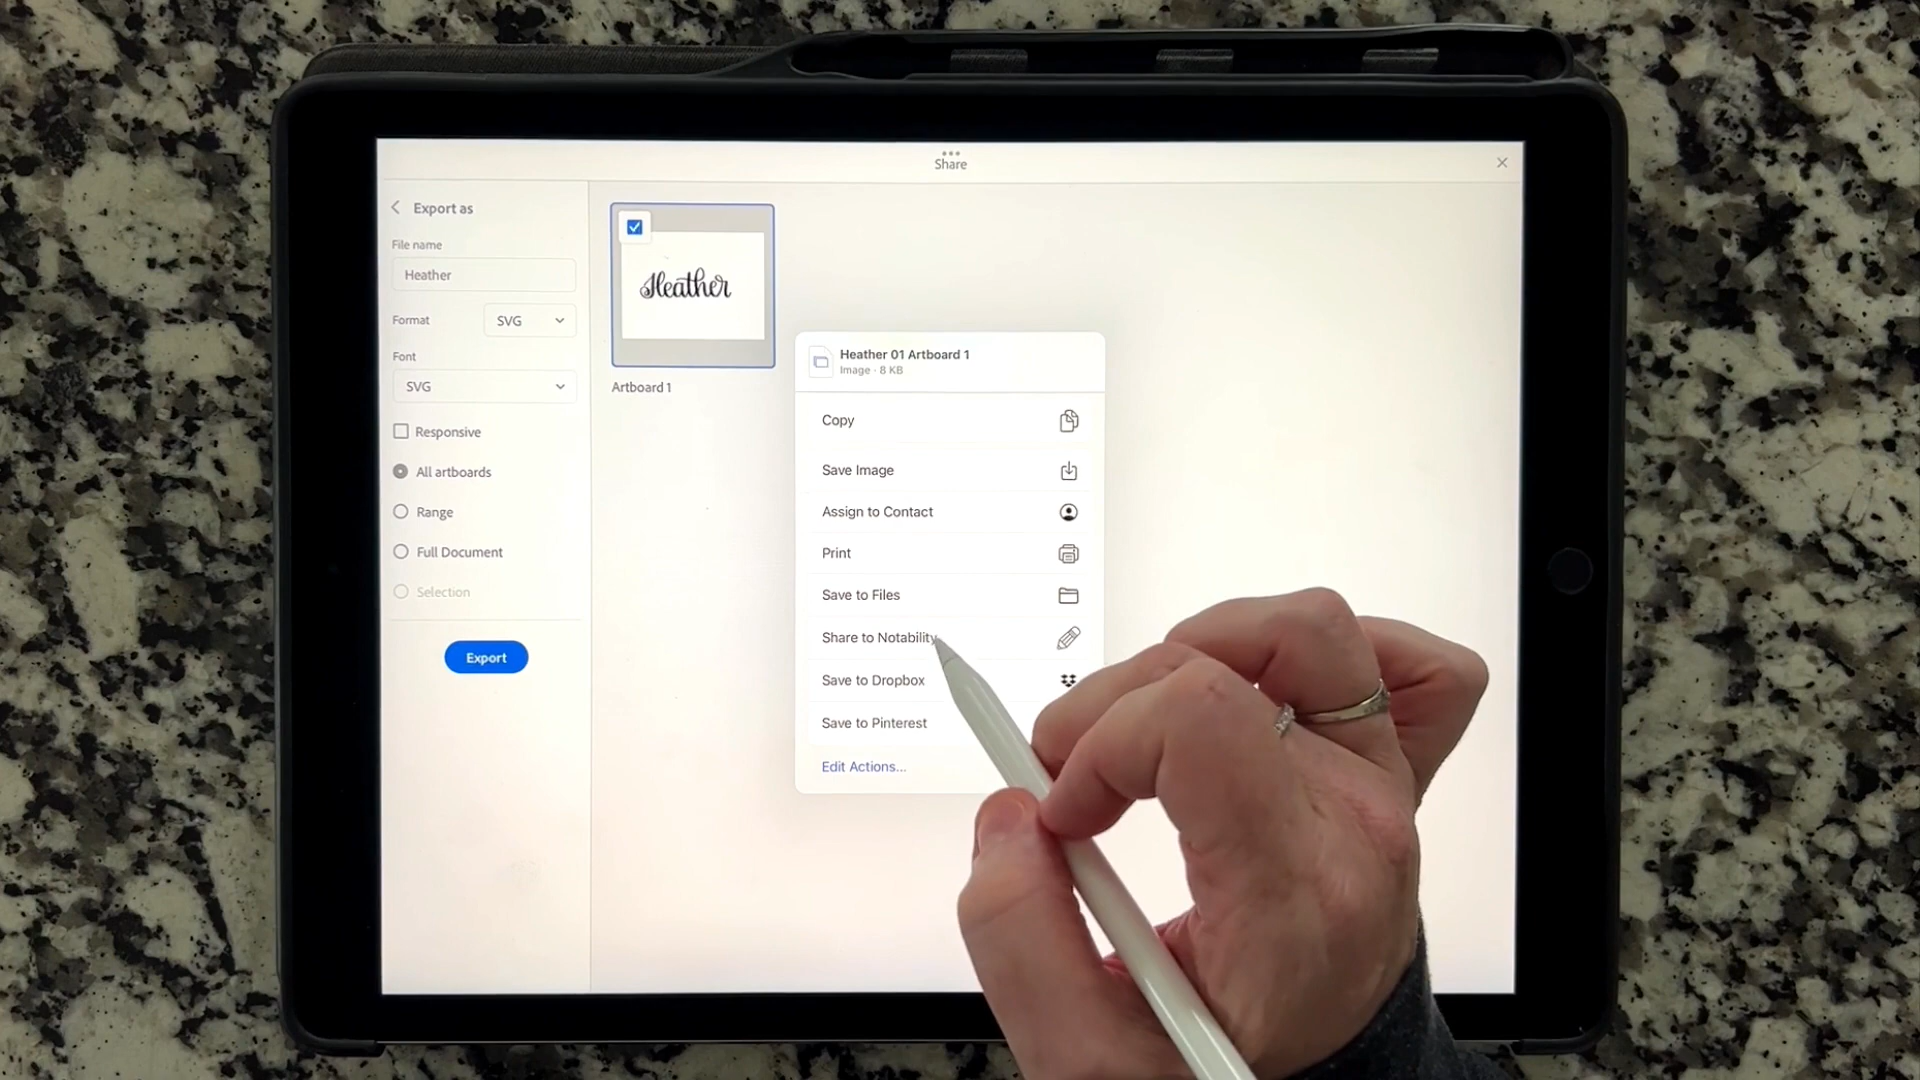 Share
Export as
File name
Heather
Format
SVG
Font
SVG
Responsive
All artboards
Range
Full Document
Selection
Export
Heather
Artboard 1
Heather 01 Artboard 1
Image · 8 KB
Copy
Save Image
Assign to Contact
Print
Save to Files
Share to Notability
Save to Dropbox
Save to Pinterest
Edit Actions...